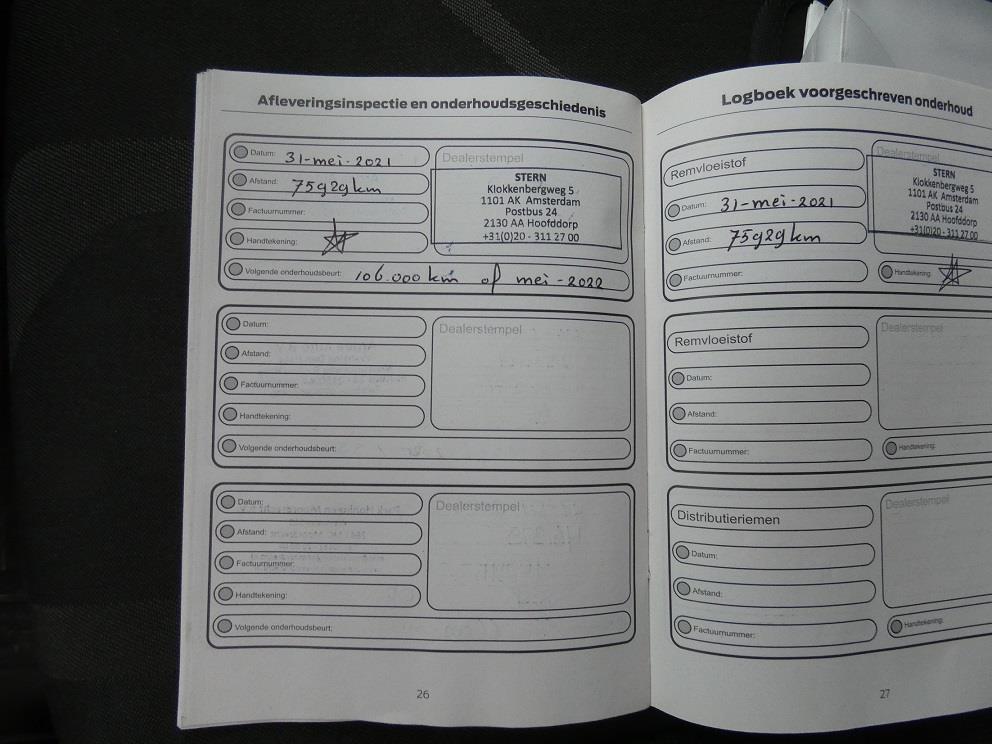 Afleveringsinspectie en onderhoudsgeschiedenis
Datum: 31-mei-2021
Afstand: 75929km
Factuurnummer:
Handtekening:
Dealerstempel
STERN
Klokkenbergweg 5
1101 AK Amsterdam
Postbus 24
2130 AA Hoofddorp
+31(0)20 - 311 27 00
Volgende onderhoudsbeurt: 106.000 km of mei-2022
Datum:
Afstand:
Factuurnummer:
Handtekening:
Dealerstempel
Volgende onderhoudsbeurt:
Datum:
Afstand:
Factuurnummer:
Handtekening:
Dealerstempel
Volgende onderhoudsbeurt:
26
Logboek voorgeschreven onderhoud
Remvloeistof
Datum: 31-mei-2021
Afstand: 75929km
Factuurnummer:
Dealerstempel
STERN
Klokkenbergweg 5
1101 AK Amsterdam
Postbus 24
2130 AA Hoofddorp
+31(0)20 - 311 27 00
Handtekening:
Remvloeistof
Datum:
Afstand:
Factuurnummer:
Dealerstempel
Handtekening:
Distributieriemen
Datum:
Afstand:
Factuurnummer:
Dealerstempel
Handtekening:
27